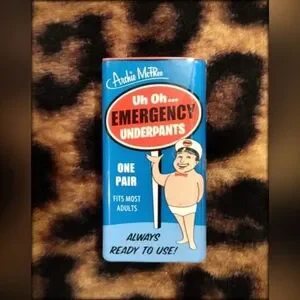 Archie McPhee
Uh Oh...
EMERGENCY
UNDERPANTS
ONE
PAIR
FITS MOST
ADULTS
ALWAYS
READY TO USE!